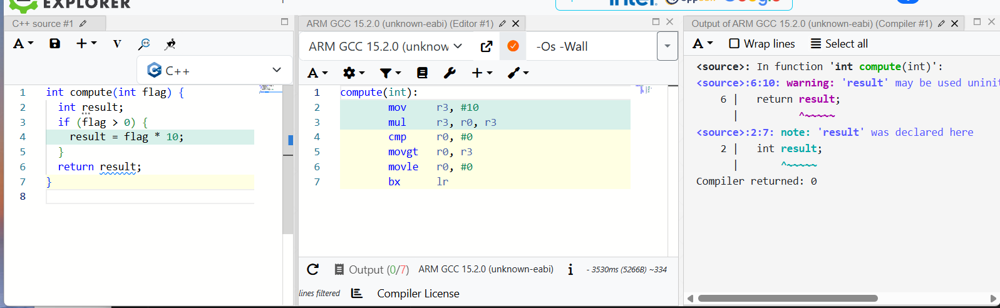 EXPLORER
intel.
Google
C++ source #1
A
+
V
C++
1 int compute(int flag) {
2 int result;
3 if (flag > 0) {
4 result = flag * 10;
5 }
6 return result;
7 }
8
ARM GCC 15.2.0 (unknown-eabi) (Editor #1)
ARM GCC 15.2.0 (unknow
-Os -Wall
A
+
1 compute(int):
2 mov r3, #10
3 mul r3, r0, r3
4 cmp r0, #0
5 movgt r0, r3
6 movle r0, #0
7 bx lr
Output (0/7) ARM GCC 15.2.0 (unknown-eabi) i - 3530ms (5266B) ~334
lines filtered Compiler License
Output of ARM GCC 15.2.0 (unknown-eabi) (Compiler #1)
A Wrap lines Select all
<source>: In function 'int compute(int)':
<source>:6:10: warning: 'result' may be used uninit
6 | return result;
| ^~~~~~
<source>:2:7: note: 'result' was declared here
2 | int result;
| ^~~~~~
Compiler returned: 0